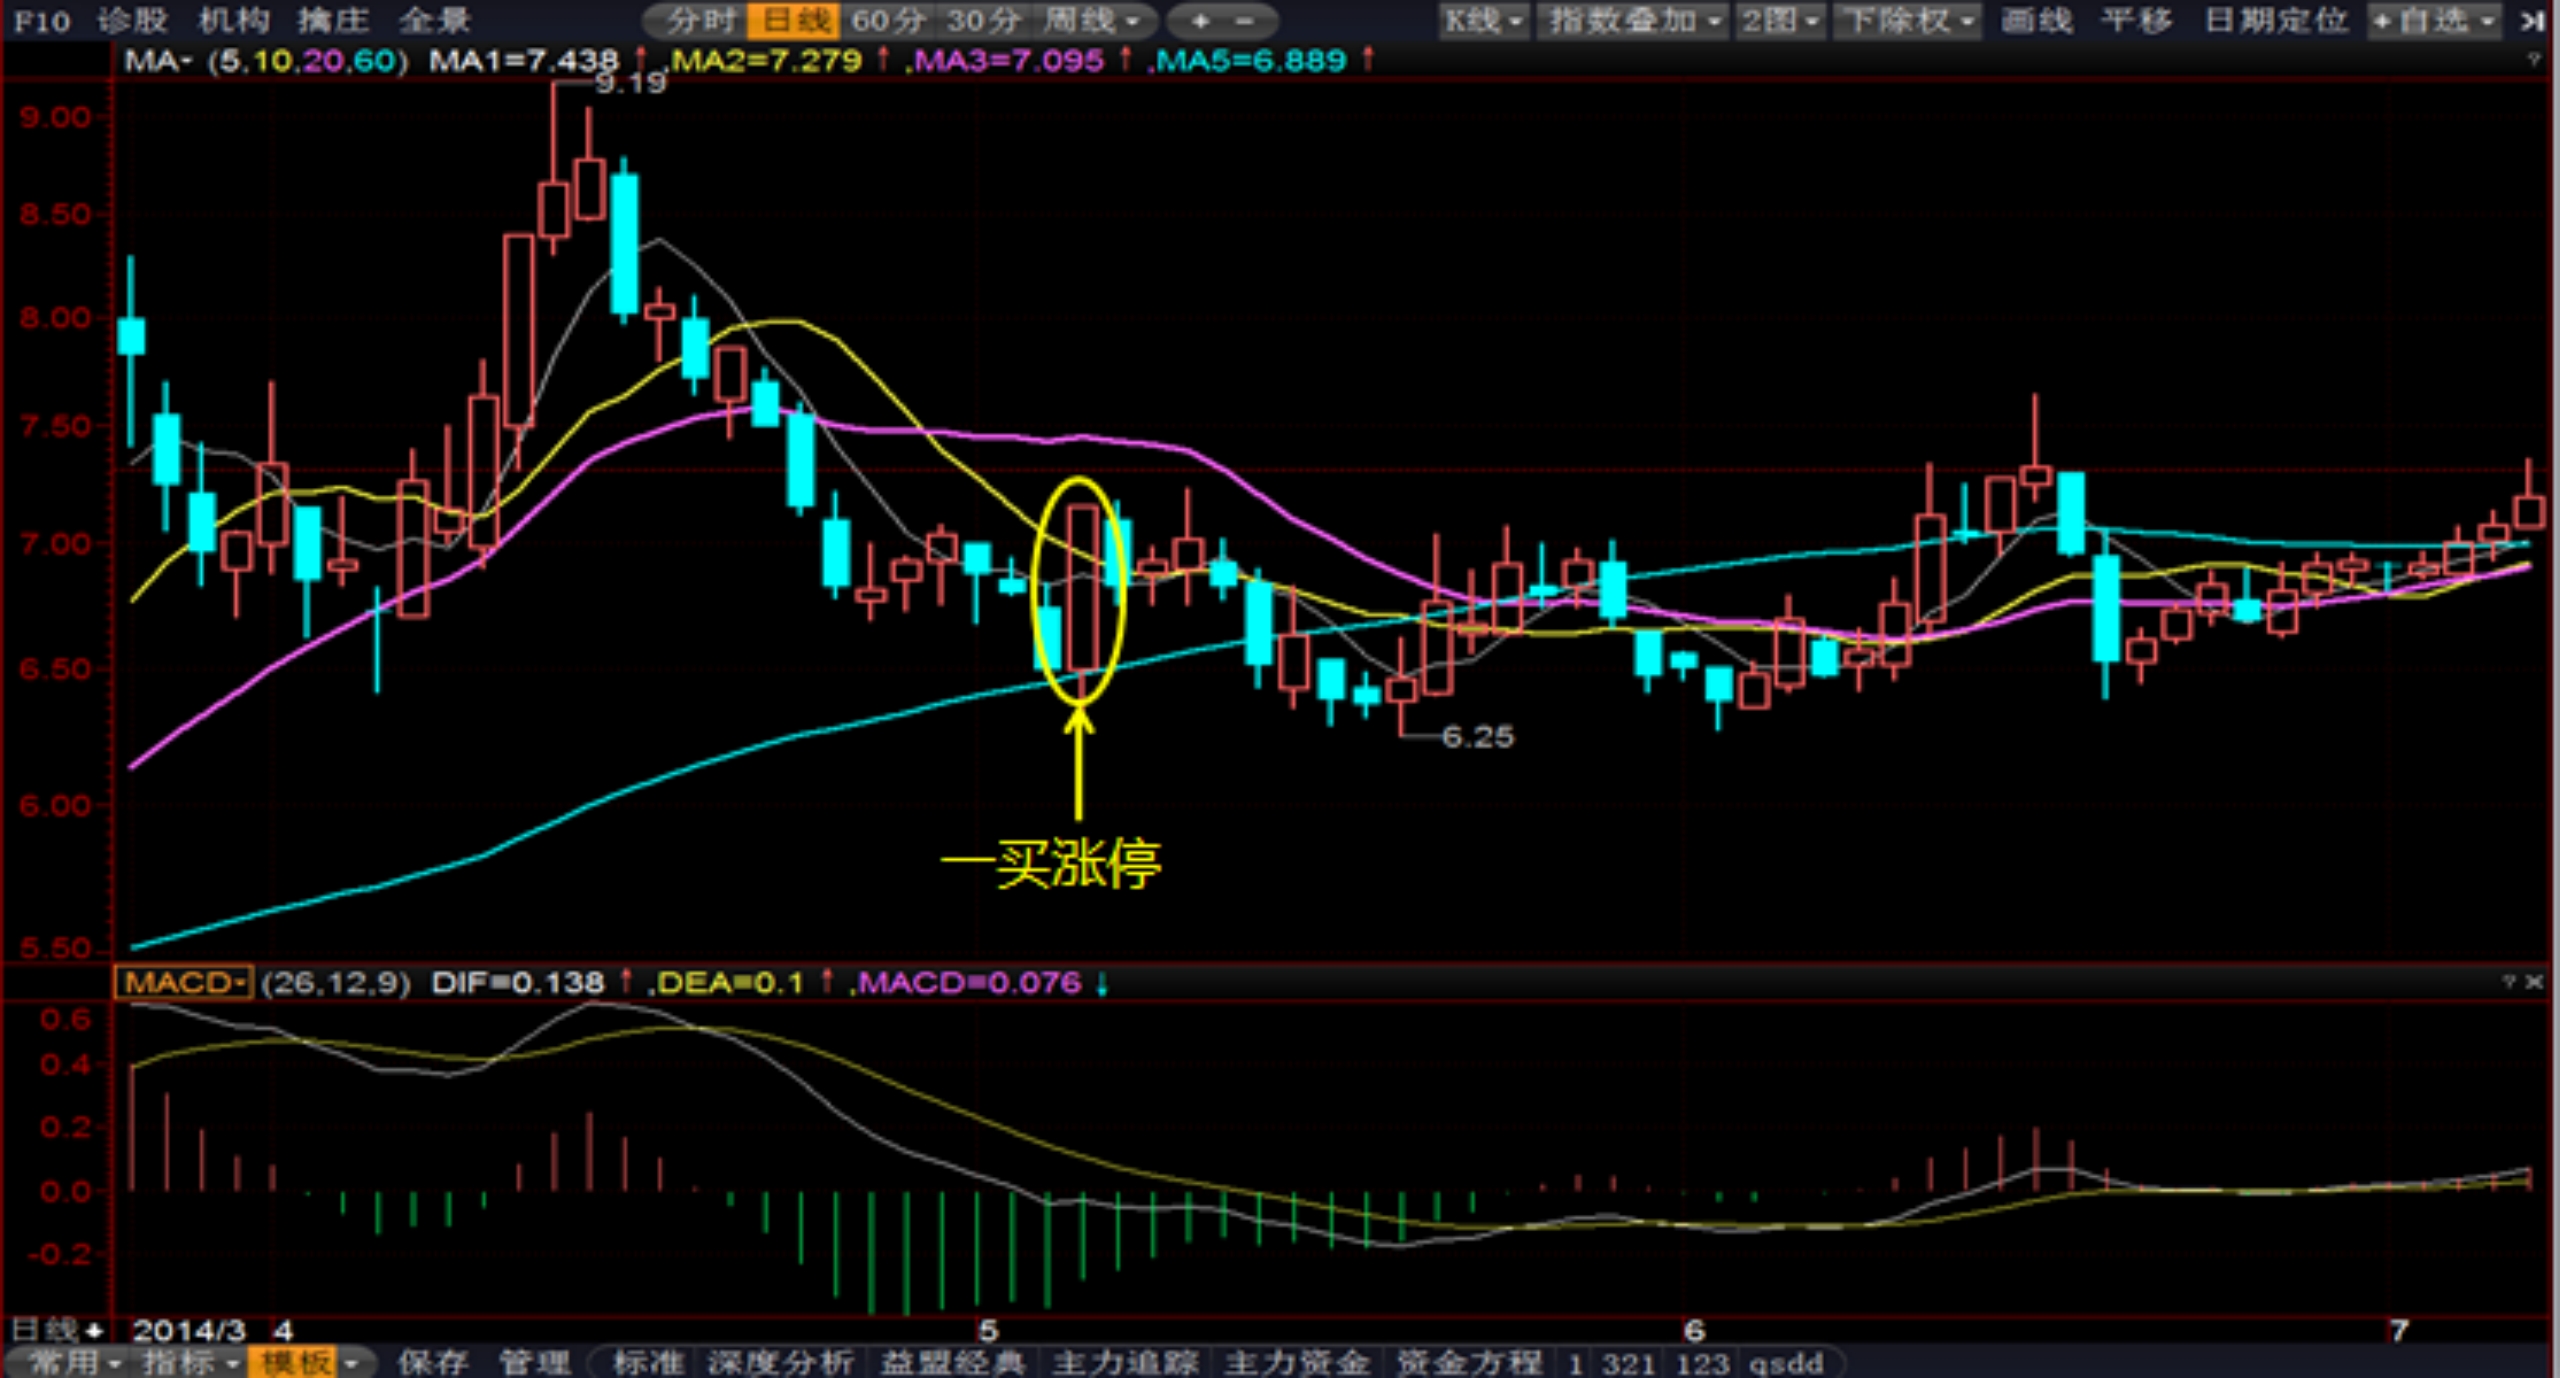 F10 诊股 机构 擒庄 全景 分时 日线 60分 30分 周线 + - K线 指数叠加 2图 下除权 画线 平移 日期定位 +自选
MA- (5,10,20,60) MA1=7.438↑,MA2=7.279↑,MA3=7.095↑,MA5=6.889↑ ?
9.19
9.00
8.50
8.00
7.50
7.00
6.50
6.25
6.00
一买涨停
5.50
MACD- (26,12,9) DIF=0.138↑,DEA=0.1↑,MACD=0.076↓ ? ×
0.6
0.4
0.2
0.0
-0.2
日线 2014/3 4 5 6 7
常用 指标 模板 保存 管理 标准 深度分析 益盟经典 主力追踪 主力资金 资金方程 1 321 123 qsdd